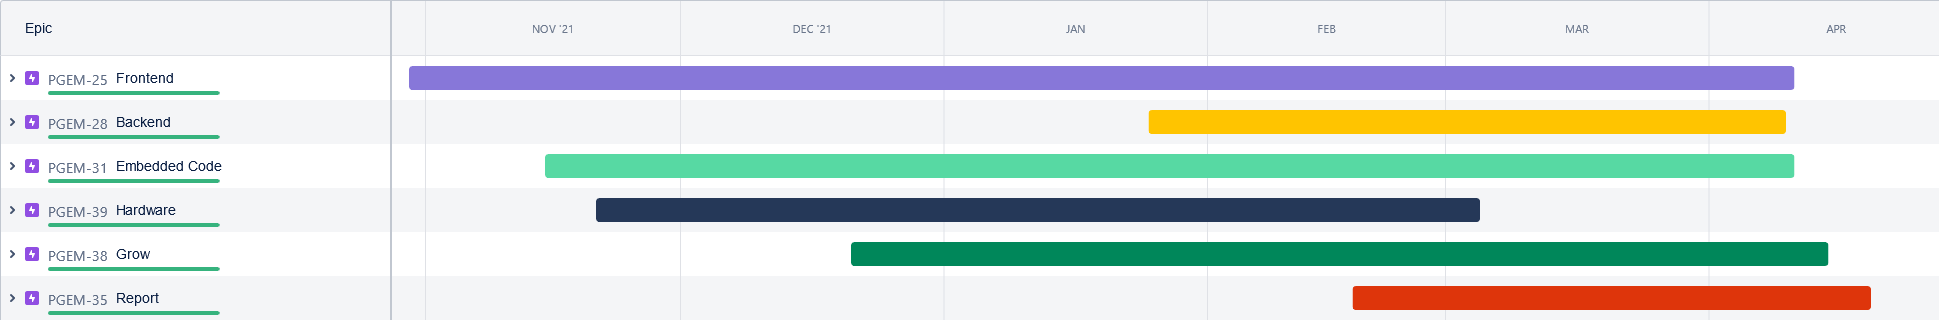 Epic NOV '21 DEC '21 JAN FEB MAR APR
PGEM-25 Frontend
PGEM-28 Backend
PGEM-31 Embedded Code
PGEM-39 Hardware
PGEM-38 Grow
PGEM-35 Report